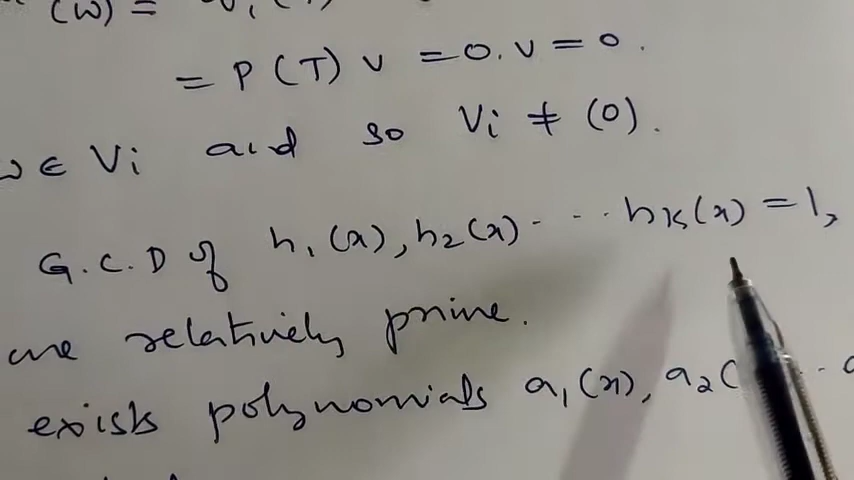 (w) =
= P(T) v = 0. v = 0.
w ∈ Vi and so Vi ≠ (0).
G.C.D of h₁(x), h₂(x) - - .. hK(x) = 1,
are relatively prime.
exists polynomials a₁(x), a₂( .. a